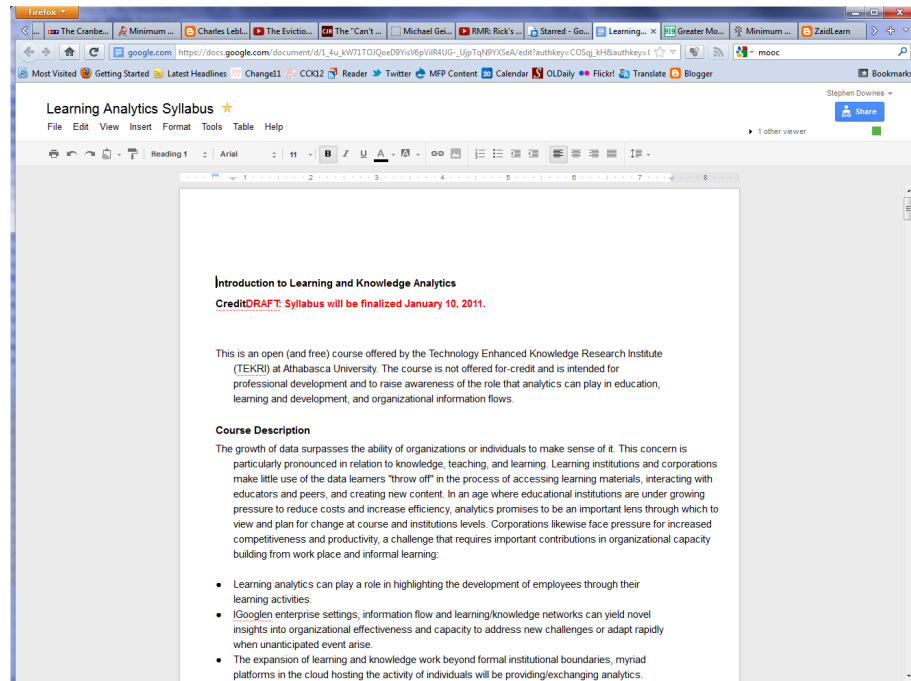 Firefox
... The Cranbe... Minimum ... Charles Lebl... The Evictio... The "Can't ... Michael Gei... RMR: Rick's ... Starred - Go... Learning... × Greater Mo... Minimum ... ZaidLearn
google.com https://docs.google.com/document/d/1_4u_kW71TOJQoeD9YisV6pViIR4UG-_UjpTqN9YXSeA/edit?authkey=COSqj_kH&authkey=( mooc
Most Visited Getting Started Latest Headlines Change11 CCK12 Reader Twitter MFP Content Calendar OLDaily Flickr! Translate Blogger Bookmarks
Stephen Downes
Learning Analytics Syllabus
Share
File Edit View Insert Format Tools Table Help
1 other viewer
Heading 1 Arial 11 B I U A
1 2 3 4 5 6 7 8
Introduction to Learning and Knowledge Analytics
CreditDRAFT: Syllabus will be finalized January 10, 2011.
This is an open (and free) course offered by the Technology Enhanced Knowledge Research Institute
(TEKRI) at Athabasca University. The course is not offered for-credit and is intended for
professional development and to raise awareness of the role that analytics can play in education,
learning and development, and organizational information flows.
Course Description
The growth of data surpasses the ability of organizations or individuals to make sense of it. This concern is
particularly pronounced in relation to knowledge, teaching, and learning. Learning institutions and corporations
make little use of the data learners "throw off" in the process of accessing learning materials, interacting with
educators and peers, and creating new content. In an age where educational institutions are under growing
pressure to reduce costs and increase efficiency, analytics promises to be an important lens through which to
view and plan for change at course and institutions levels. Corporations likewise face pressure for increased
competitiveness and productivity, a challenge that requires important contributions in organizational capacity
building from work place and informal learning:
● Learning analytics can play a role in highlighting the development of employees through their
learning activities.
● IGooglen enterprise settings, information flow and learning/knowledge networks can yield novel
insights into organizational effectiveness and capacity to address new challenges or adapt rapidly
when unanticipated event arise.
● The expansion of learning and knowledge work beyond formal institutional boundaries, myriad
platforms in the cloud hosting the activity of individuals will be providing/exchanging analytics.